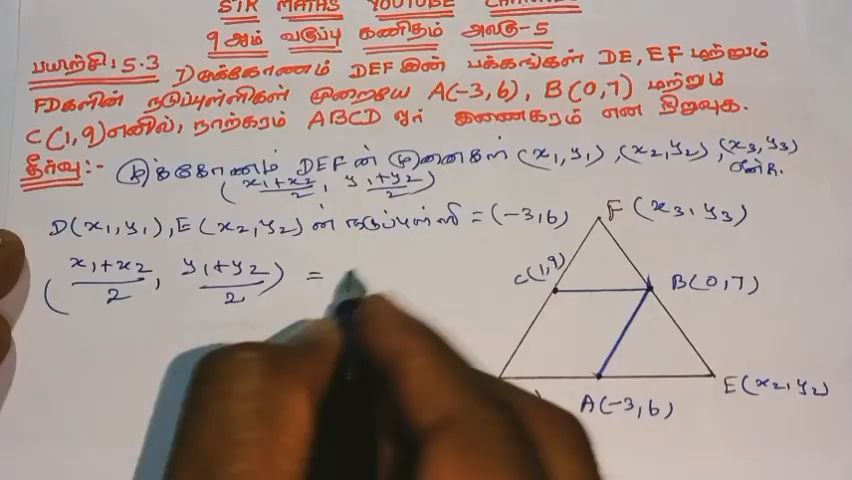 STR MATHS YOUTUBE
9 ஆம் வகுப்பு கணிதம் அலகு-5
பயிற்சி: 5.3 7) முக்கோணம் DEF இன் பக்கங்கள் DE, EF மற்றும்
FD களின் நடுப்புள்ளிகள் முறையே A(-3,6), B(0,7) மற்றும்
C(1,9) எனில், நாற்கரம் ABCD ஓர் இணைகரம் என நிறுவுக.
தீர்வு:- முக்கோணம் DEF ன் முனைகள் (x₁,y₁), (x₂,y₂), (x₃,y₃)
என்க.
(x₁+x₂/2, y₁+y₂/2)
D(x₁,y₁), E(x₂,y₂) ன் நடுப்புள்ளி = (-3,6)
F(x₃,y₃)
(x₁+x₂/2, y₁+y₂/2) =
C(1,9)
B(0,7)
E(x₂,y₂)
A(-3,6)